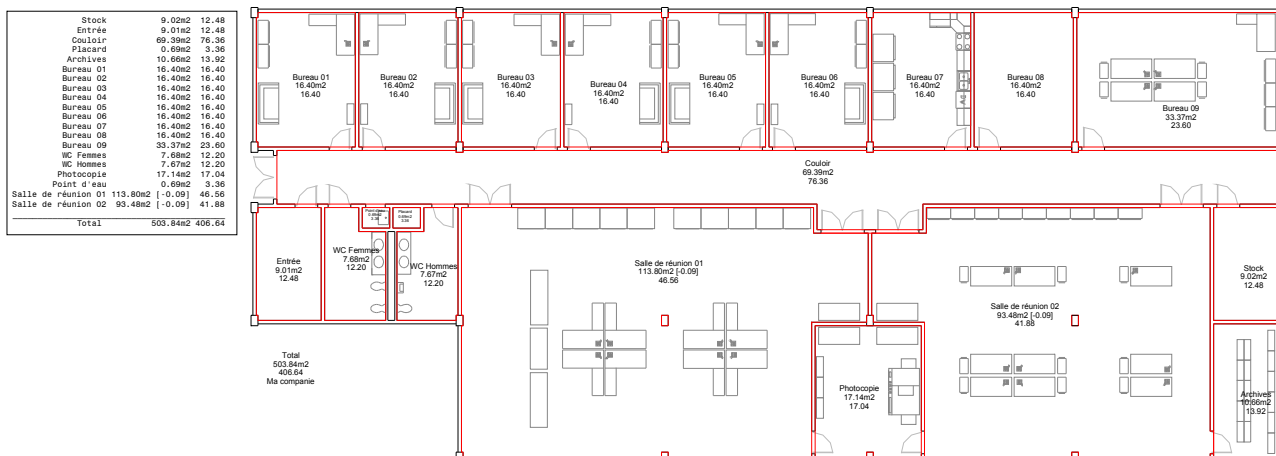 Stock 9.02m2 12.48
Entrée 9.01m2 12.48
Couloir 69.39m2 76.36
Placard 0.69m2 3.36
Archives 10.66m2 13.92
Bureau 01 16.40m2 16.40
Bureau 02 16.40m2 16.40
Bureau 03 16.40m2 16.40
Bureau 04 16.40m2 16.40
Bureau 05 16.40m2 16.40
Bureau 06 16.40m2 16.40
Bureau 07 16.40m2 16.40
Bureau 08 16.40m2 16.40
Bureau 09 33.37m2 23.60
WC Femmes 7.68m2 12.20
WC Hommes 7.67m2 12.20
Photocopie 17.14m2 17.04
Point d'eau 0.69m2 3.36
Salle de réunion 01 113.80m2 [-0.09] 46.56
Salle de réunion 02 93.48m2 [-0.09] 41.88
Total 503.84m2 406.64
Bureau 01
16.40m2
16.40
Bureau 02
16.40m2
16.40
Bureau 03
16.40m2
16.40
Bureau 04
16.40m2
16.40
Bureau 05
16.40m2
16.40
Bureau 06
16.40m2
16.40
Bureau 07
16.40m2
16.40
Bureau 08
16.40m2
16.40
Bureau 09
33.37m2
23.60
Couloir
69.39m2
76.36
0.69m2
3.36
Placard
0.69m2
3.36
Entrée
9.01m2
12.48
WC Femmes
7.68m2
12.20
WC Hommes
7.67m2
12.20
Salle de réunion 01
113.80m2 [-0.09]
46.56
Salle de réunion 02
93.48m2 [-0.09]
41.88
Stock
9.02m2
12.48
Total
503.84m2
406.64
Ma companie
Photocopie
17.14m2
17.04
Archives
10.66m2
13.92